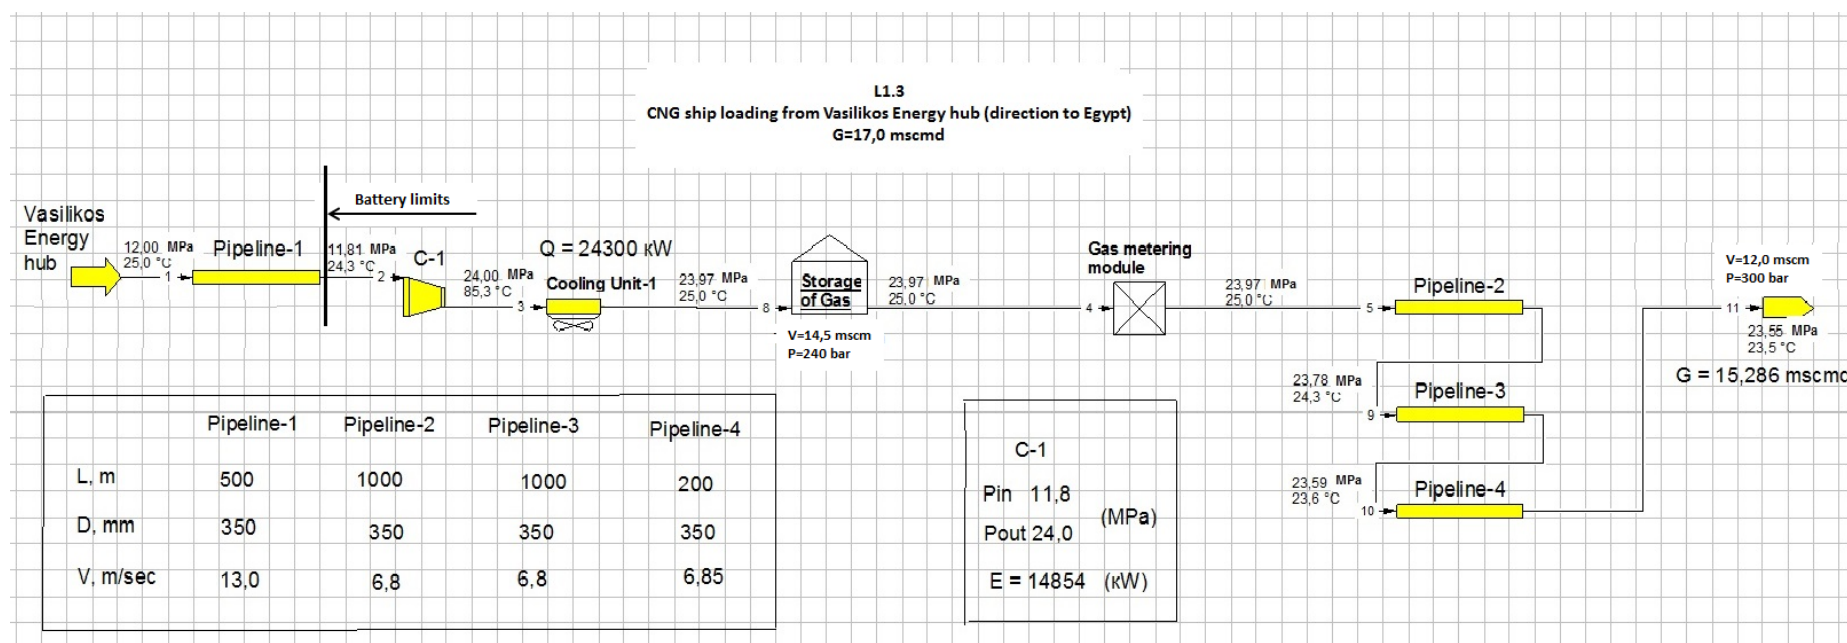 L1.3
CNG ship loading from Vasilikos Energy hub (direction to Egypt)
G=17,0 mscmd
Battery limits
Vasilikos
Energy
hub
12,00 MPa
25,0 °C
1
Pipeline-1
11,81 MPa
24,3 °C
2
C-1
24,00 MPa
85,3 °C
3
Q = 24300 кW
Cooling Unit-1
23,97 MPa
25,0 °C
8
Storage
of Gas
V=14,5 mscm
P=240 bar
23,97 MPa
25,0 °C
4
Gas metering
module
23,97 MPa
25,0 °C
5
Pipeline-2
23,78 MPa
24,3 °C
9
Pipeline-3
23,59 MPa
23,6 °C
10
Pipeline-4
V=12,0 mscm
P=300 bar
11
23,55 MPa
23,5 °C
G = 15,286 mscmd
Pipeline-1 Pipeline-2 Pipeline-3 Pipeline-4
L, m 500 1000 1000 200
D, mm 350 350 350 350
V, m/sec 13,0 6,8 6,8 6,85
C-1
Pin 11,8
(MPa)
Pout 24,0
E = 14854 (кW)